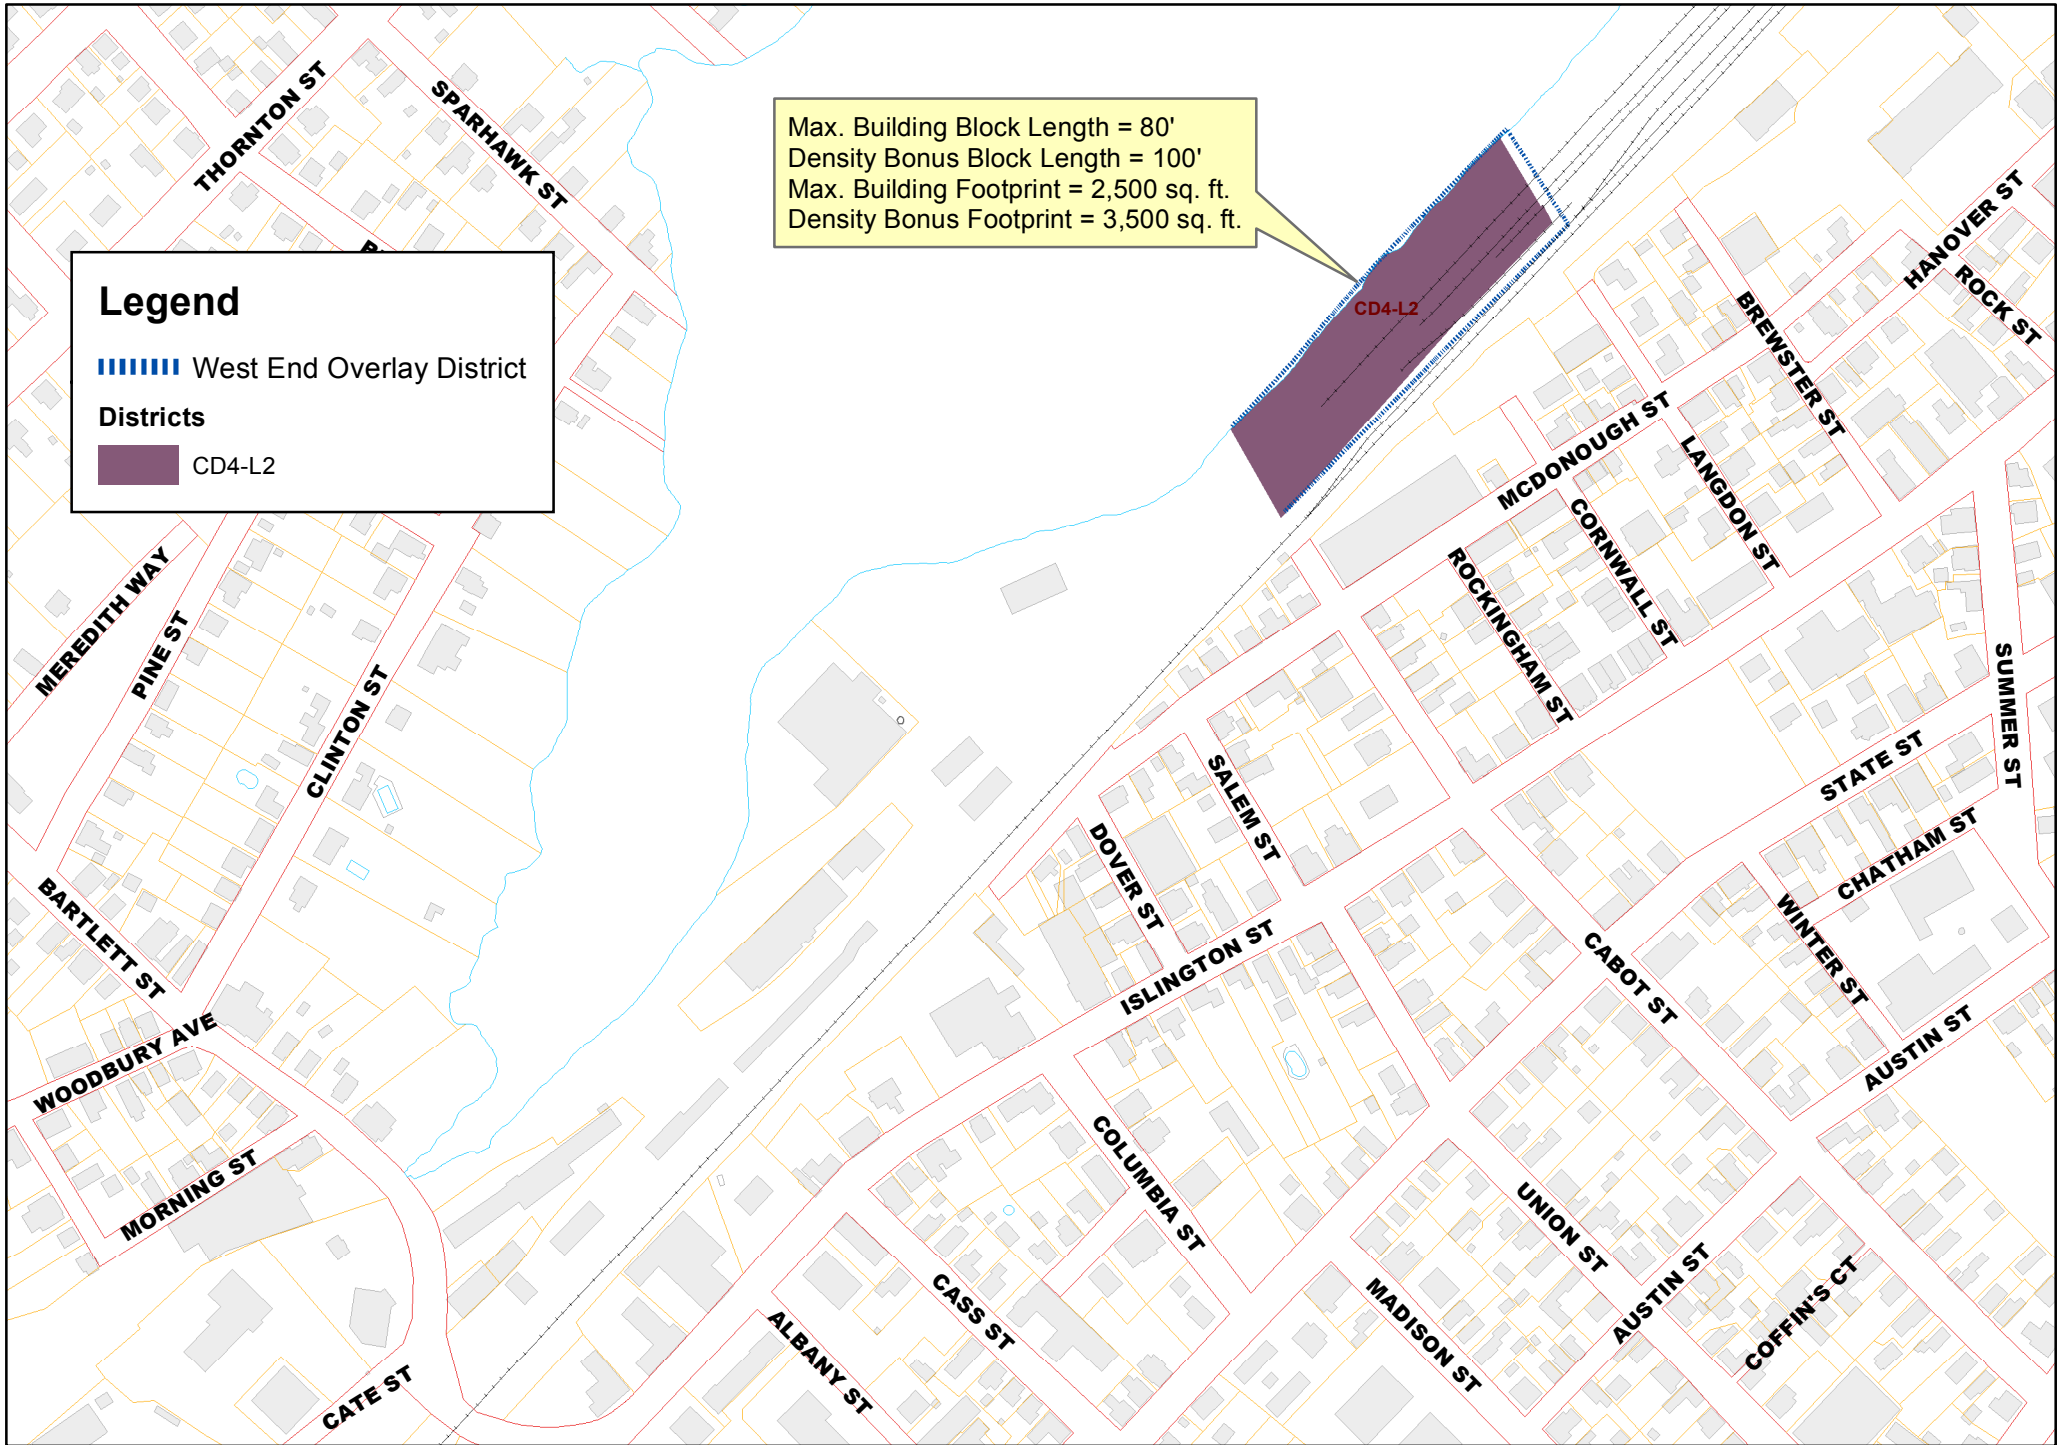 THORNTON ST
SPARHAWK ST
Max. Building Block Length = 80'
Density Bonus Block Length = 100'
Max. Building Footprint = 2,500 sq. ft.
Density Bonus Footprint = 3,500 sq. ft.
Legend
West End Overlay District
Districts
CD4-L2
CD4-L2
HANOVER ST
ROCK ST
BREWSTER ST
MCDONOUGH ST
LANGDON ST
CORNWALL ST
ROCKINGHAM ST
MEREDITH WAY
PINE ST
CLINTON ST
SUMMER ST
STATE ST
SALEM ST
DOVER ST
CHATHAM ST
WINTER ST
BARTLETT ST
ISLINGTON ST
CABOT ST
AUSTIN ST
WOODBURY AVE
MORNING ST
COLUMBIA ST
UNION ST
AUSTIN ST
COFFIN'S CT
MADISON ST
CASS ST
ALBANY ST
CATE ST